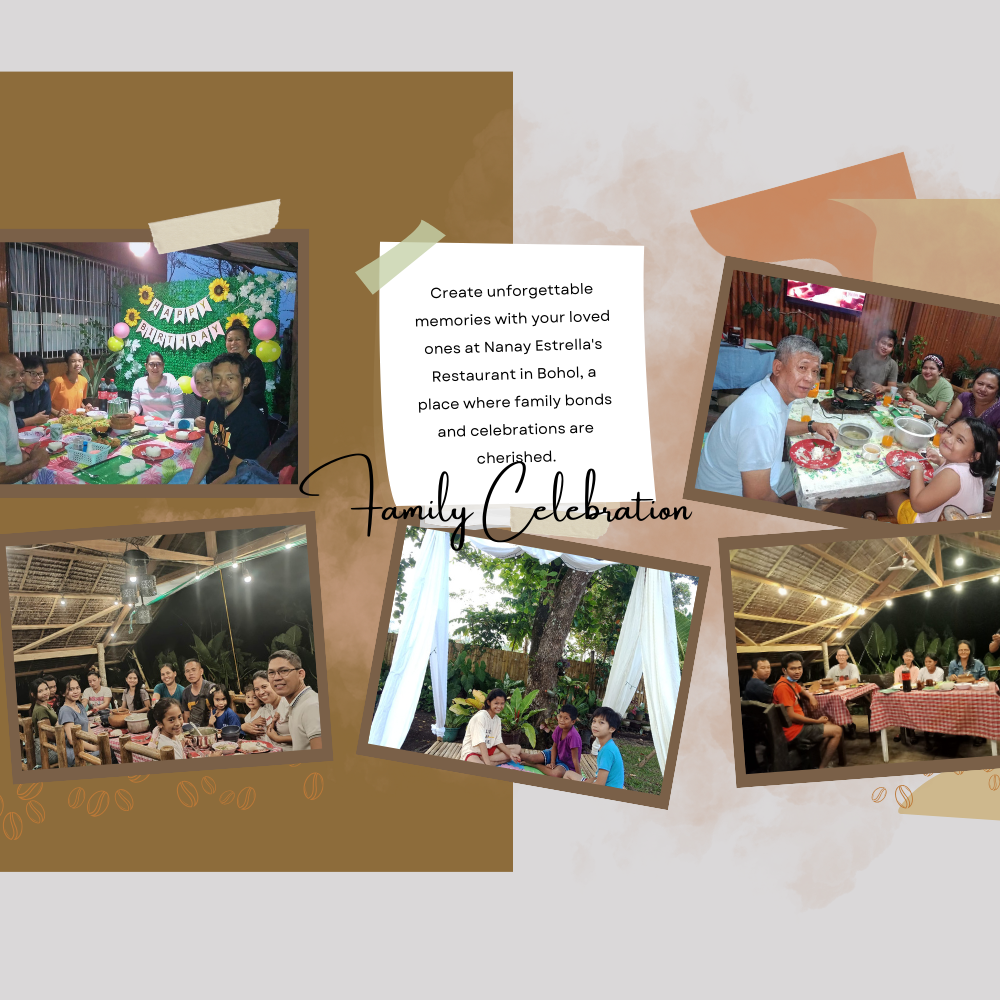 HAPPY
BIRTHDAY
Create unforgettable
memories with your loved
ones at Nanay Estrella's
Restaurant in Bohol, a
place where family bonds
and celebrations are
cherished.
Family Celebration